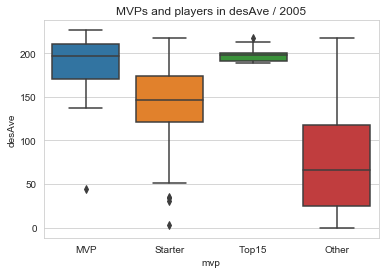 MVPs and players in desAve / 2005
200
150
100
50
0
desAve
MVP Starter Top15 Other
mvp